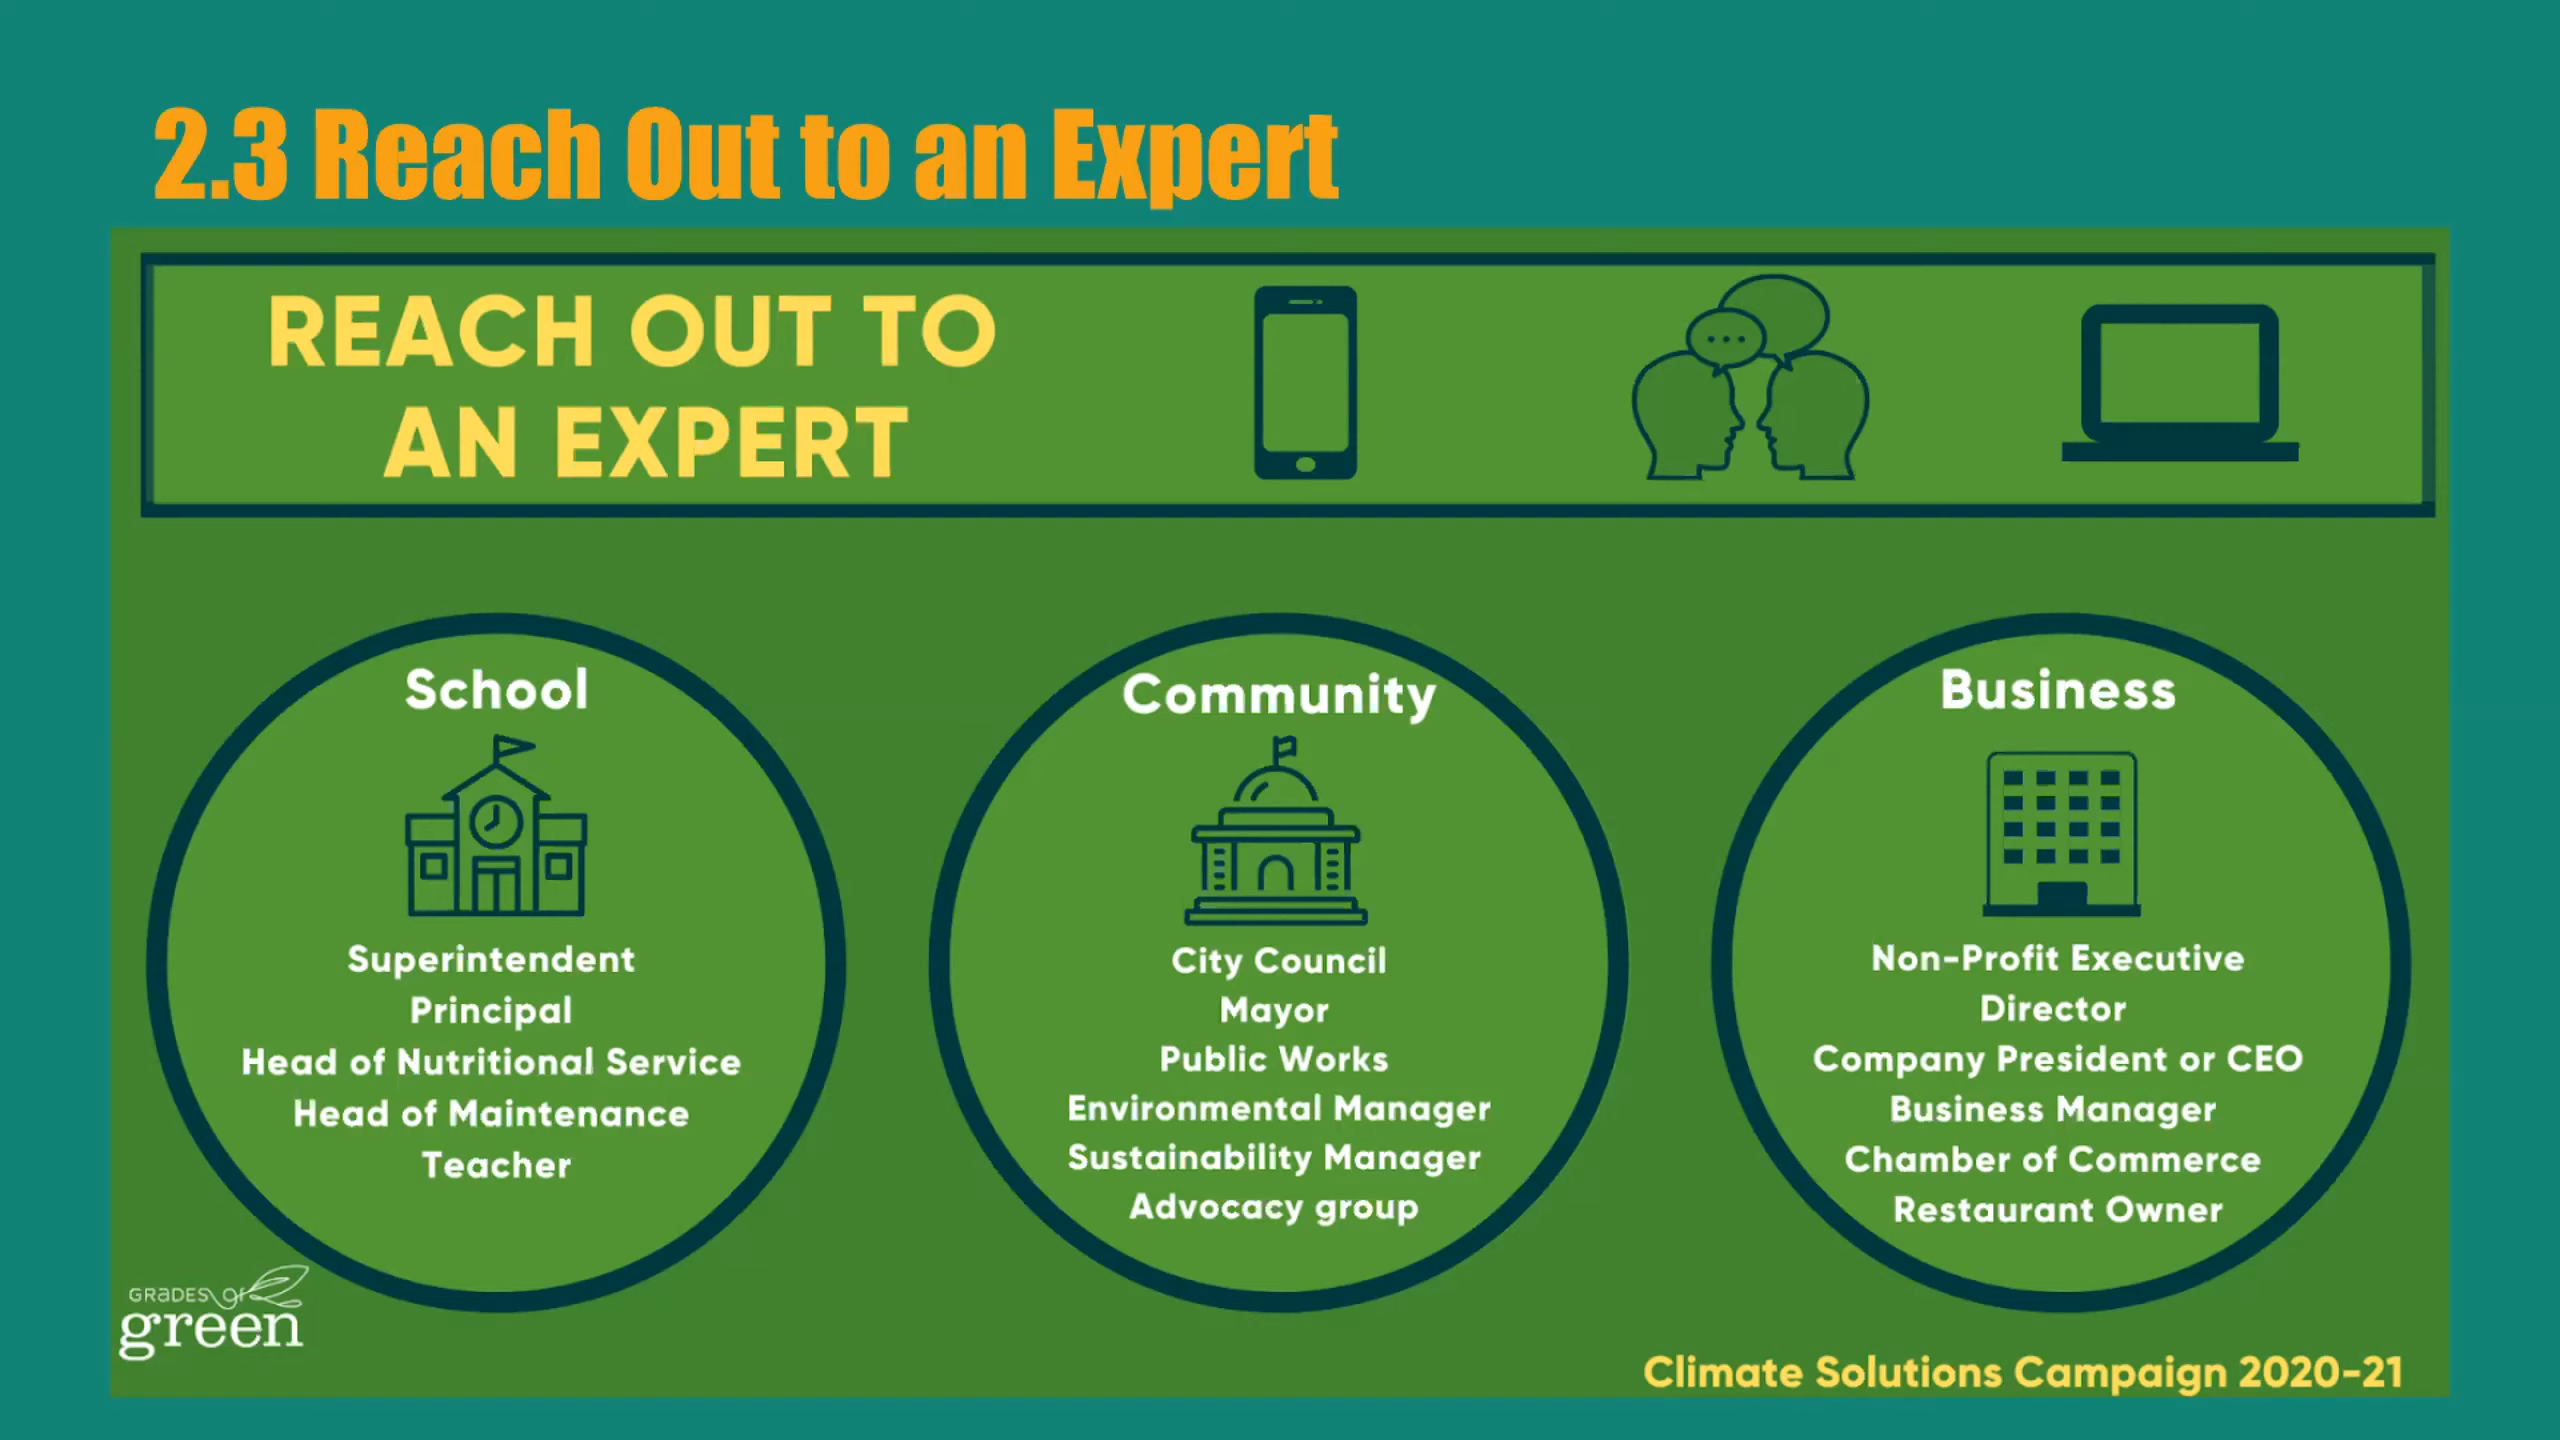 2.3 Reach Out to an Expert
REACH OUT TO
AN EXPERT
School
Superintendent
Principal
Head of Nutritional Service
Head of Maintenance
Teacher
Community
City Council
Mayor
Public Works
Environmental Manager
Sustainability Manager
Advocacy group
Business
Non-Profit Executive
Director
Company President or CEO
Business Manager
Chamber of Commerce
Restaurant Owner
GRADES of
green
Climate Solutions Campaign 2020-21